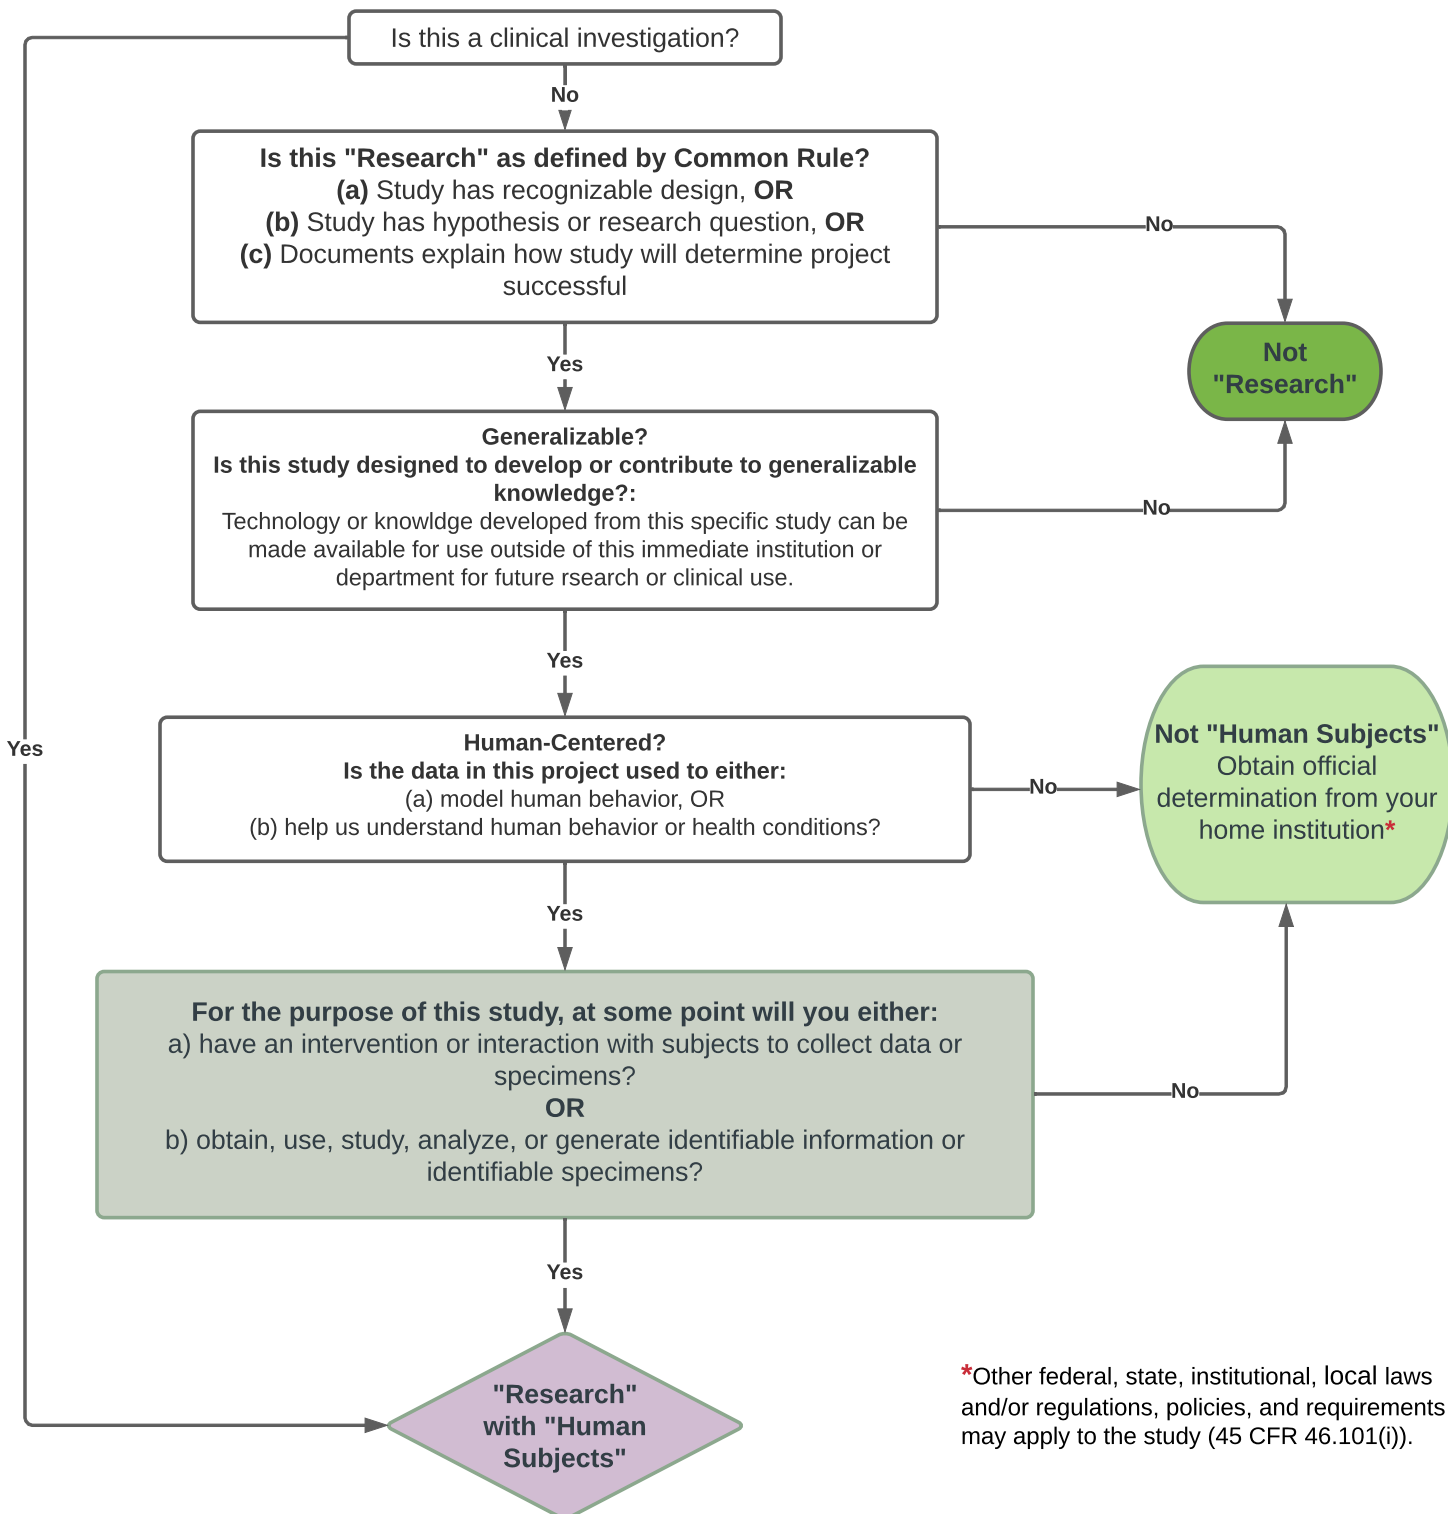 Is this a clinical investigation?
No
Is this "Research" as defined by Common Rule?
(a) Study has recognizable design, OR
(b) Study has hypothesis or research question, OR
(c) Documents explain how study will determine project
successful
No
Not
"Research"
Yes
Generalizable?
Is this study designed to develop or contribute to generalizable
knowledge?:
Technology or knowldge developed from this specific study can be
made available for use outside of this immediate institution or
department for future rsearch or clinical use.
No
Yes
Human-Centered?
Is the data in this project used to either:
(a) model human behavior, OR
(b) help us understand human behavior or health conditions?
No
Not "Human Subjects"
Obtain official
determination from your
home institution*
Yes
Yes
For the purpose of this study, at some point will you either:
a) have an intervention or interaction with subjects to collect data or
specimens?
OR
b) obtain, use, study, analyze, or generate identifiable information or
identifiable specimens?
No
Yes
"Research"
with "Human
Subjects"
*Other federal, state, institutional, local laws
and/or regulations, policies, and requirements
may apply to the study (45 CFR 46.101(i)).